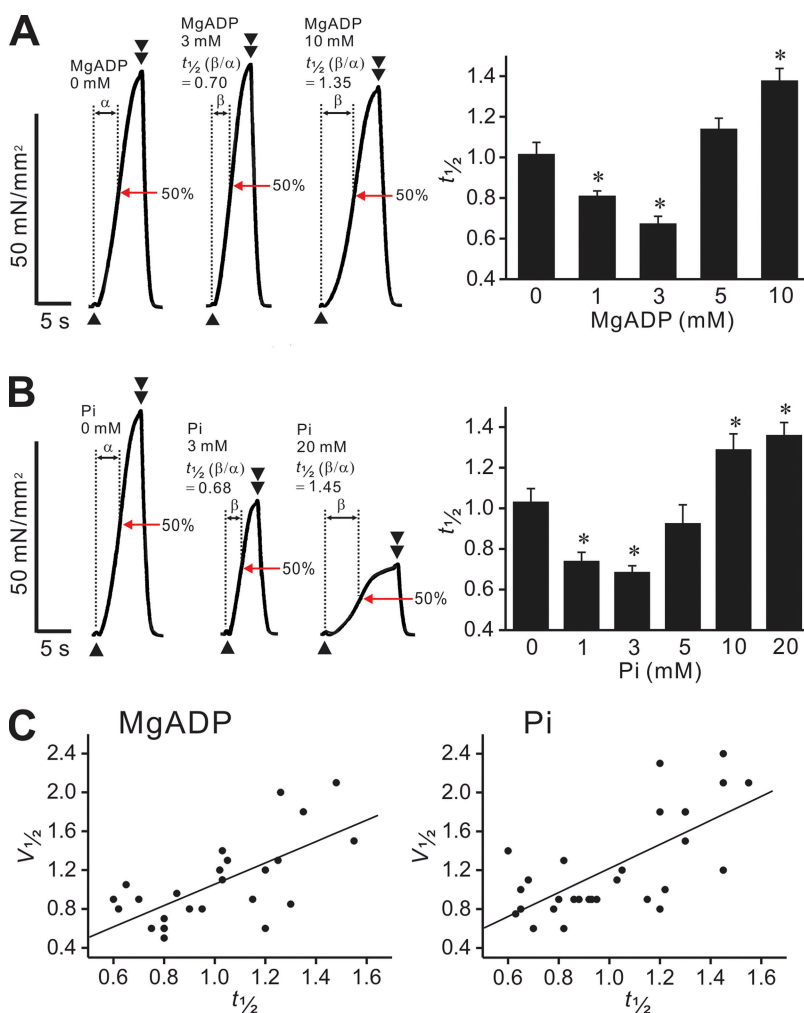 A
50 mN/mm²
5 s
MgADP
0 mM
α
50%
MgADP
3 mM
t½ (β/α)
= 0.70
β
50%
MgADP
10 mM
t½ (β/α)
= 1.35
β
50%
t½
1.4
1.2
1.0
0.8
0.6
0.4
*
*
*
0 1 3 5 10
MgADP (mM)
B
50 mN/mm²
5 s
Pi
0 mM
α
50%
Pi
3 mM
t½ (β/α)
= 0.68
β
50%
Pi
20 mM
t½ (β/α)
= 1.45
β
50%
t½
1.4
1.2
1.0
0.8
0.6
0.4
*
*
*
*
0 1 3 5 10 20
Pi (mM)
C
MgADP
V½
2.4
2.0
1.6
1.2
0.8
0.4
0.6 0.8 1.0 1.2 1.4 1.6
t½
Pi
V½
2.4
2.0
1.6
1.2
0.8
0.4
0.6 0.8 1.0 1.2 1.4 1.6
t½